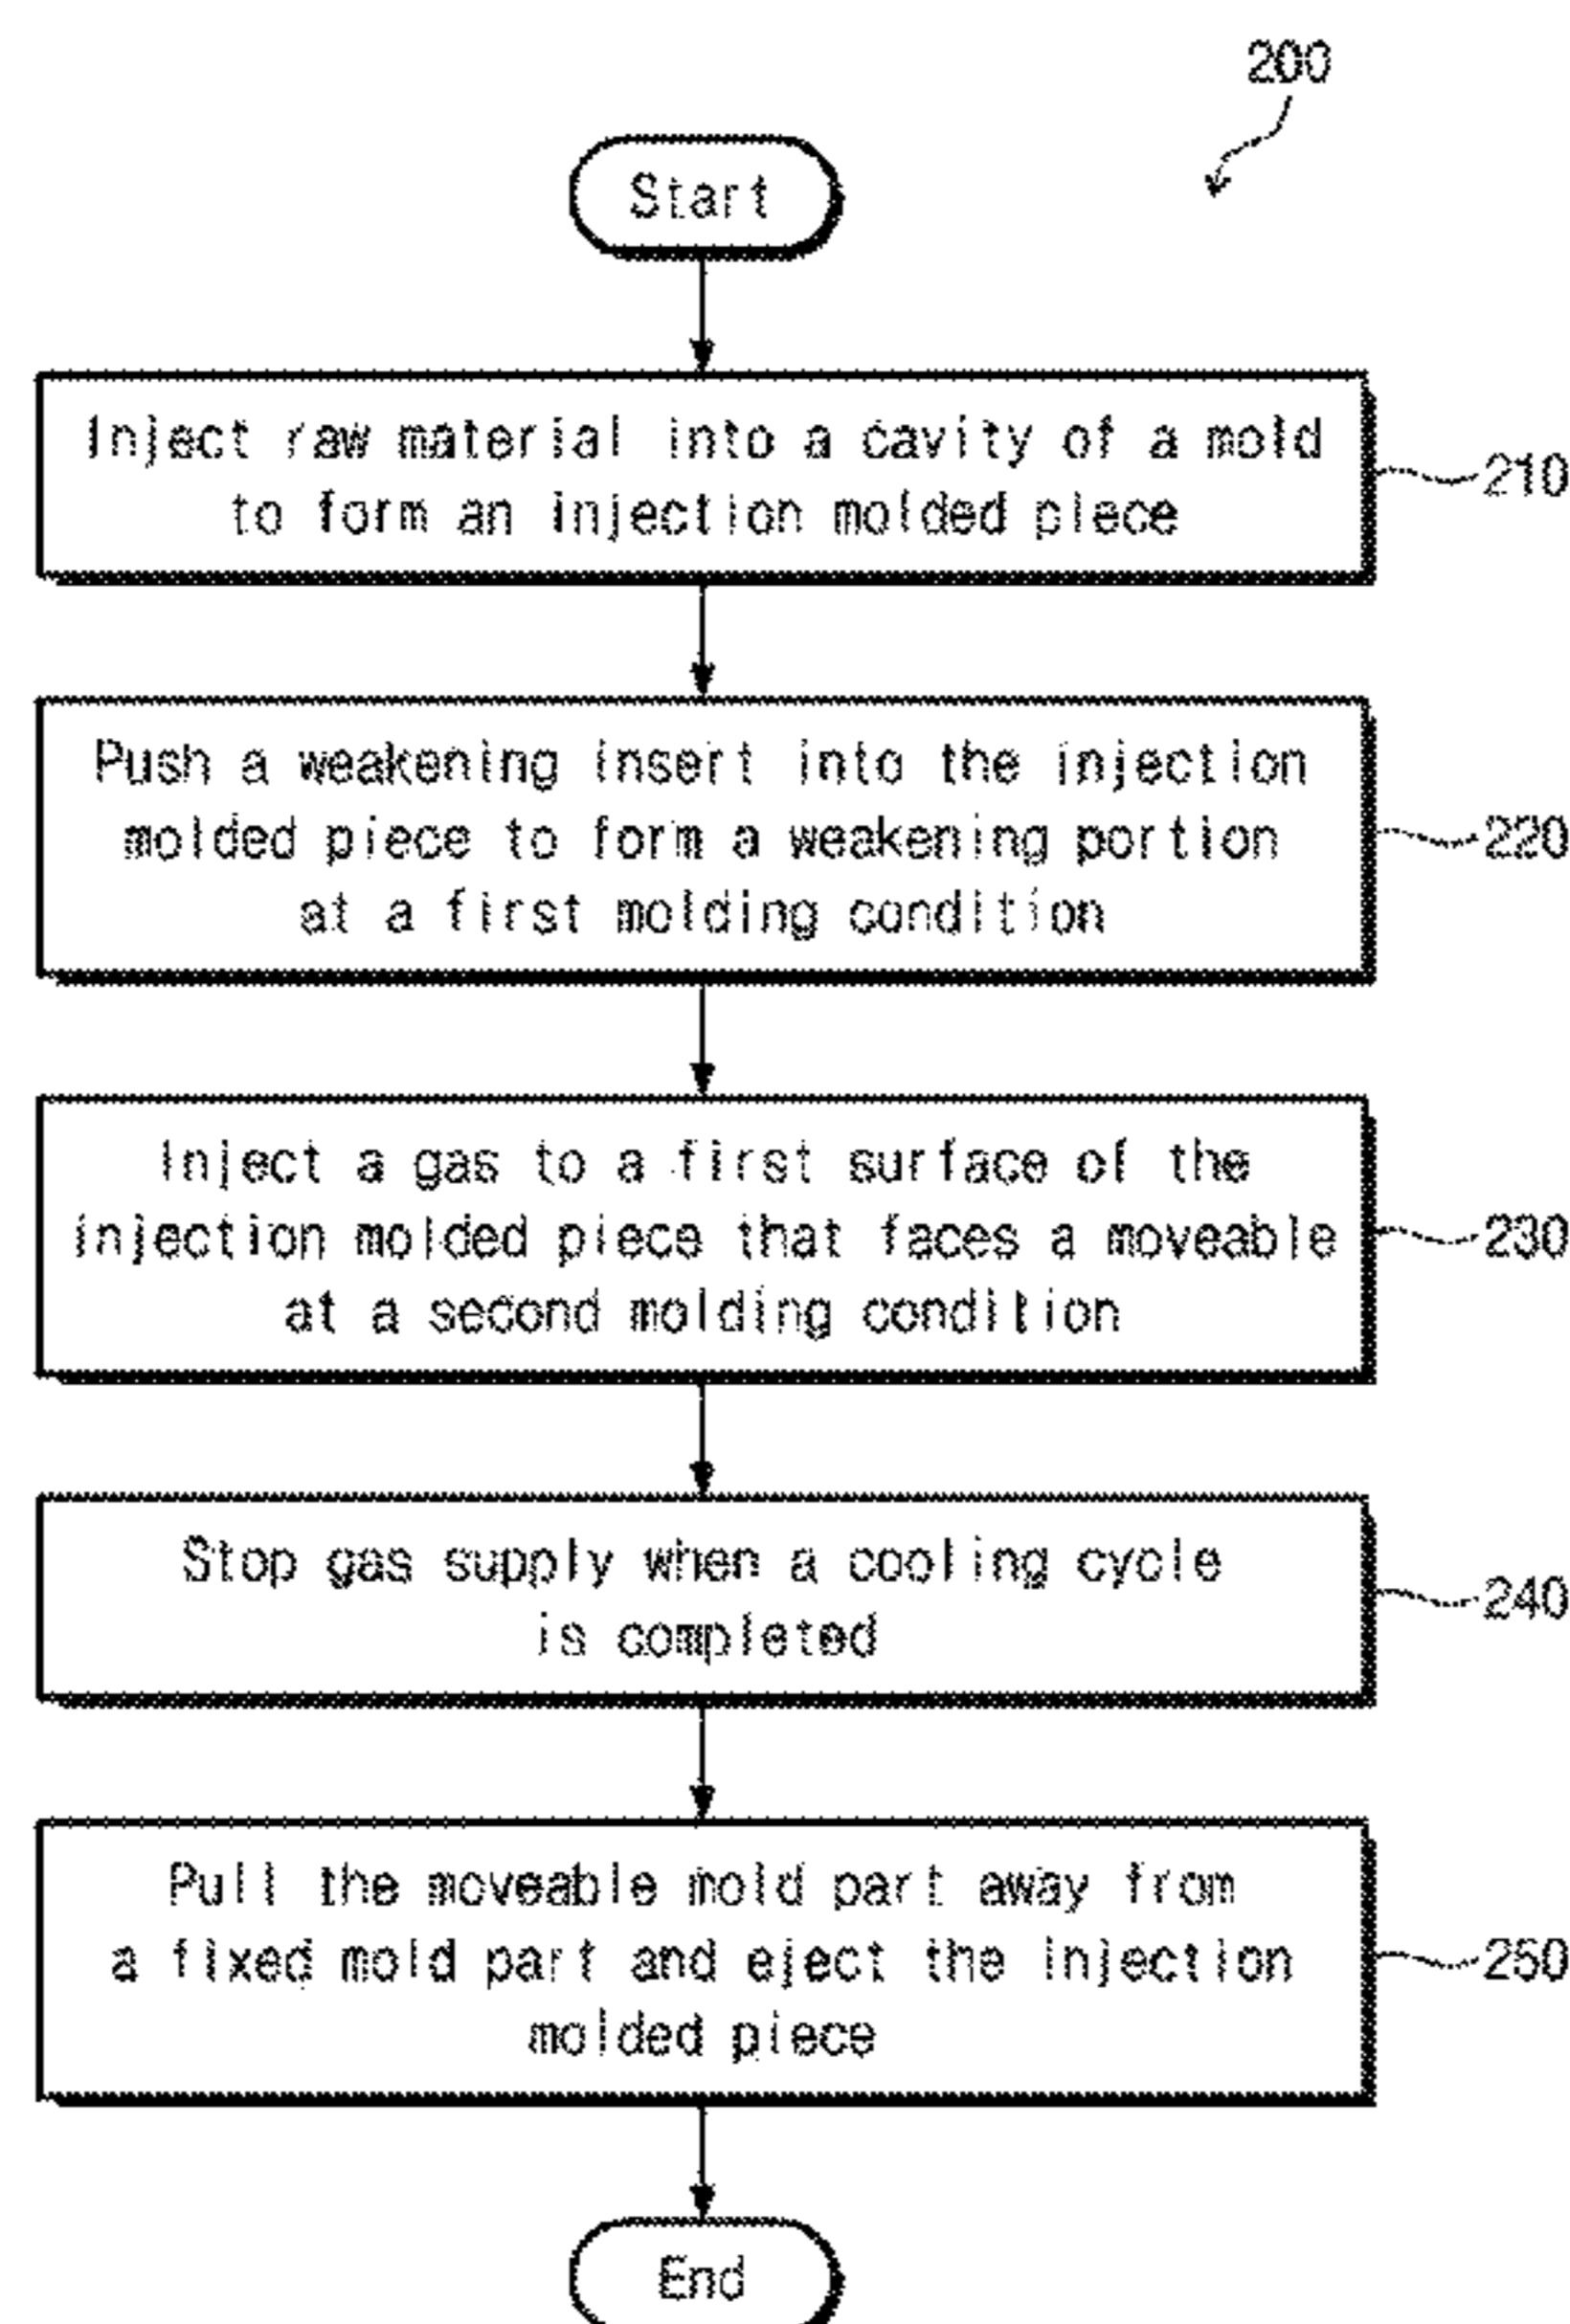 200
Start
Inject raw material into a cavity of a mold
to form an injection molded piece
210
Push a weakening insert into the injection
molded piece to form a weakening portion
at a first molding condition
220
Inject a gas to a first surface of the
injection molded piece that faces a moveable
at a second molding condition
230
Stop gas supply when a cooling cycle
is completed
240
Pull the moveable mold part away from
a fixed mold part and eject the injection
molded piece
250
End